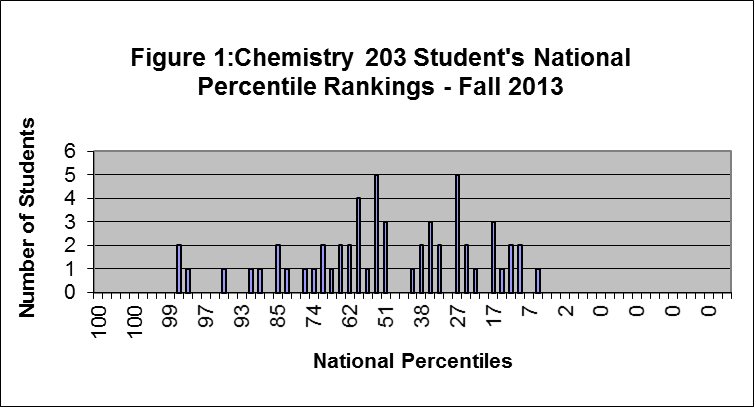 Figure 1:Chemistry 203 Student's National
Percentile Rankings - Fall 2013
Number of Students
6
5
4
3
2
1
0
100 100 99 97 93 85 74 62 51 38 27 17 7 2 0 0 0 0
National Percentiles